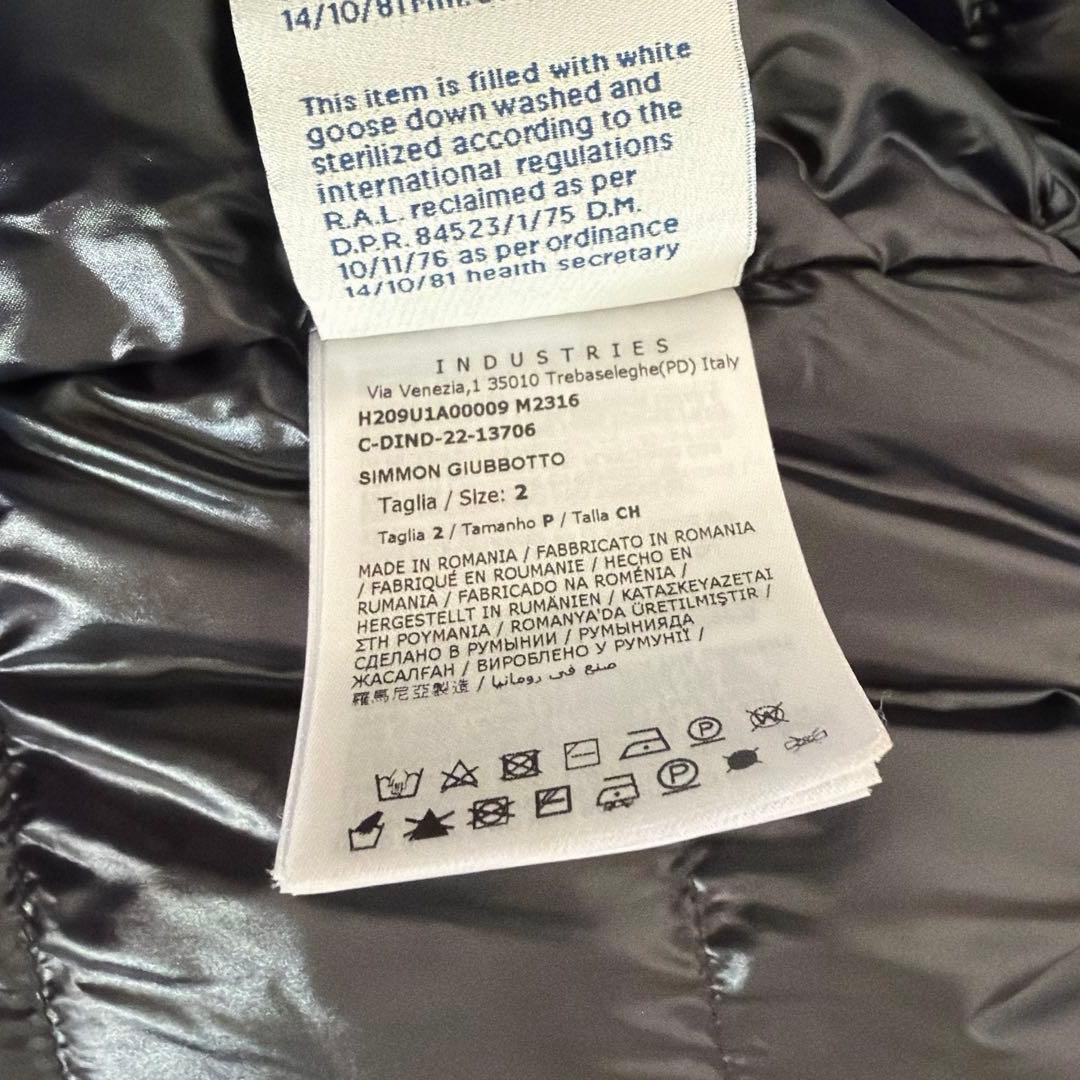 14/10/81
This item is filled with white
goose down washed and
sterilized according to the
international regulations
R.A.L. reclaimed as per
D.P.R. 84523/1/75 D.M.
10/11/76 as per ordinance
14/10/81 health secretary
INDUSTRIES
Via Venezia,1 35010 Trebaseleghe(PD) Italy
H209U1A00009 M2316
C-DIND-22-13706
SIMMON GIUBBOTTO
Taglia / Size: 2
Taglia 2 / Tamanho P / Talla CH
MADE IN ROMANIA / FABBRICATO IN ROMANIA
/ FABRIQUÉ EN ROUMANIE / HECHO EN
RUMANIA / FABRICADO NA ROMÉNIA /
HERGESTELLT IN RUMÄNIEN / ΚΑΤΑΣΚΕΥΑΖΕΤΑΙ
ΣΤΗ ΡΟΥΜΑΝΙΑ / ROMANYA'DA ÜRETILMIŞTIR /
СДЕЛАНО В РУМЫНИИ / РУМЫНИЯДА
ЖАСАЛҒАН / ВИРОБЛЕНО У РУМУНІЇ /
羅馬尼亞製造 / صنع في رومانيا
P
W
P